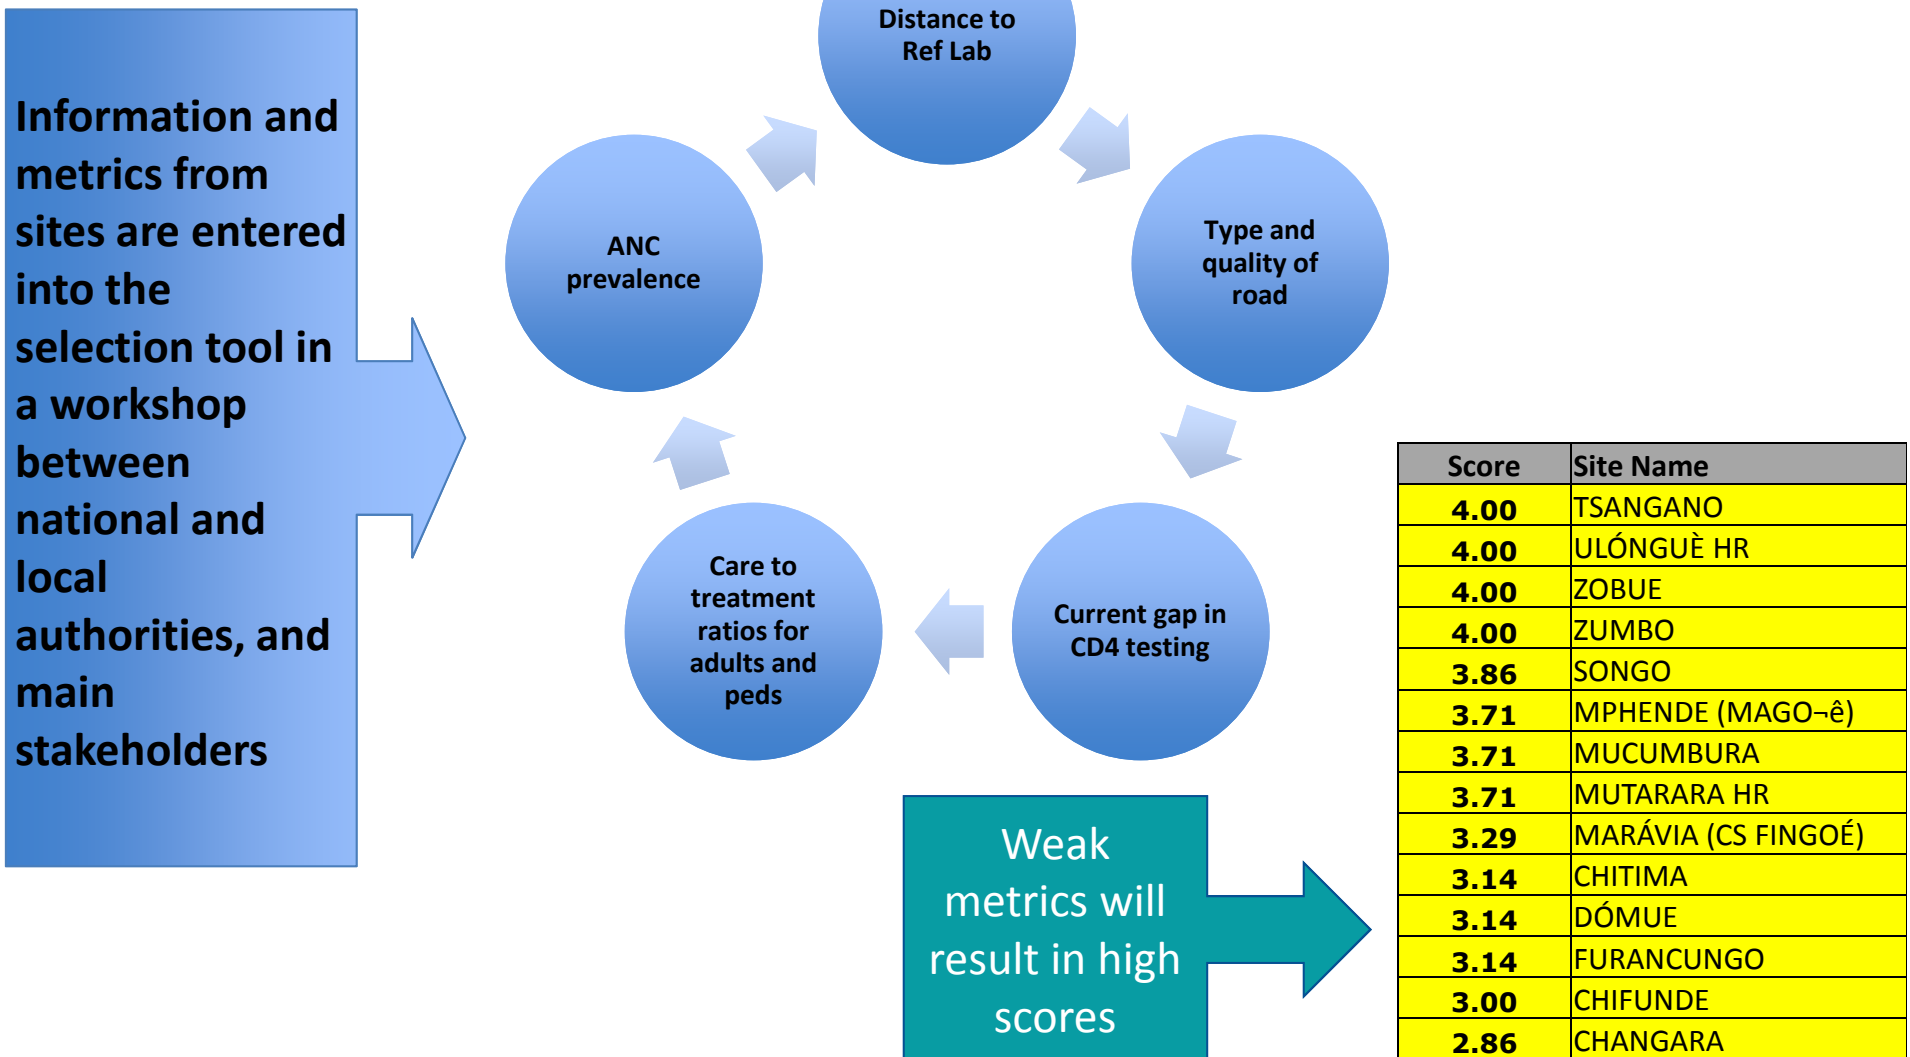 Information and
metrics from
sites are entered
into the
selection tool in
a workshop
between
national and
local
authorities, and
main
stakeholders
Distance to
Ref Lab
Type and
quality of
road
Current gap in
CD4 testing
Care to
treatment
ratios for
adults and
peds
ANC
prevalence
Weak
metrics will
result in high
scores
Score Site Name
4.00 TSANGANO
4.00 ULÓNGUÈ HR
4.00 ZOBUE
4.00 ZUMBO
3.86 SONGO
3.71 MPHENDE (MAGO¬ê)
3.71 MUCUMBURA
3.71 MUTARARA HR
3.29 MARÁVIA (CS FINGOÉ)
3.14 CHITIMA
3.14 DÓMUE
3.14 FURANCUNGO
3.00 CHIFUNDE
2.86 CHANGARA